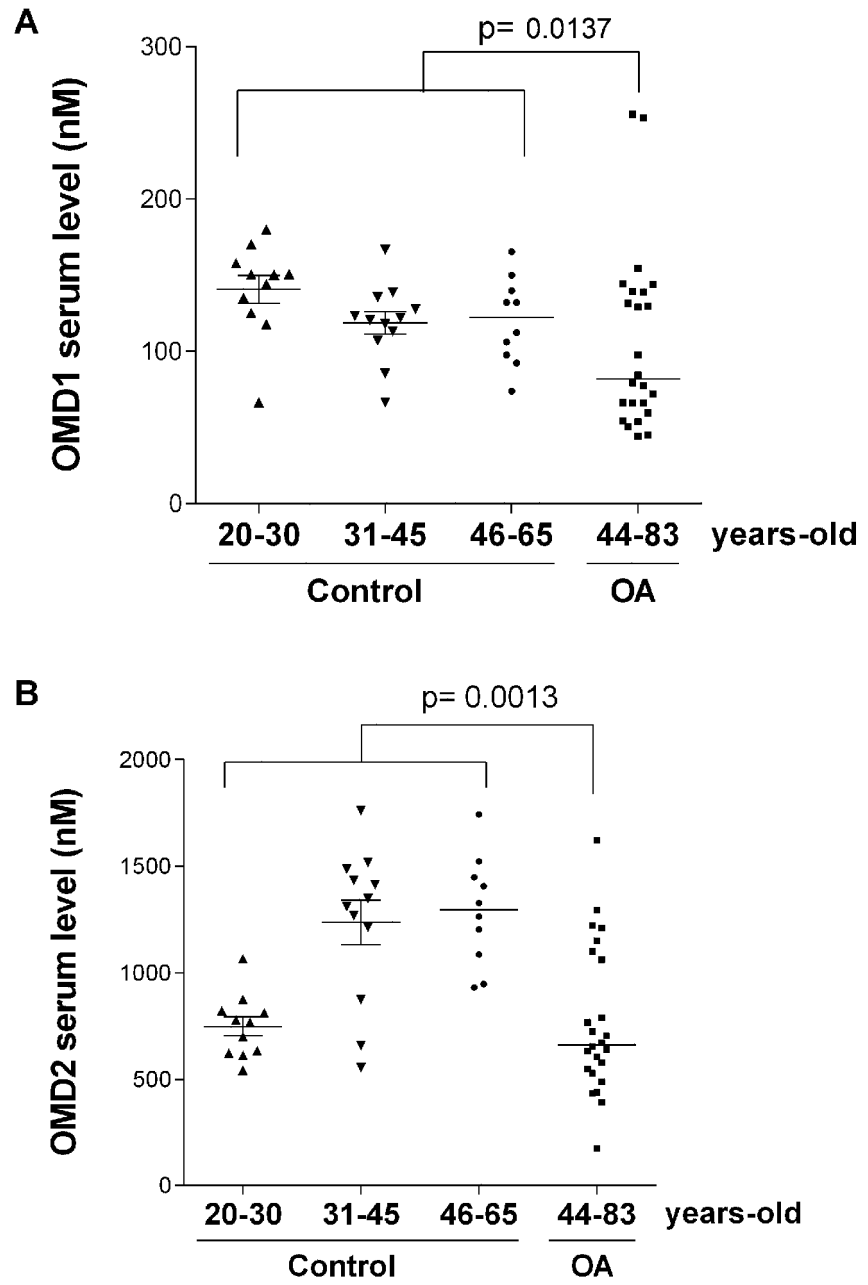 A
p= 0.0137
300
200
100
0
OMD1 serum level (nM)
20-30 31-45 46-65 44-83 years-old
Control OA
B
p= 0.0013
2000
1500
1000
500
0
OMD2 serum level (nM)
20-30 31-45 46-65 44-83 years-old
Control OA